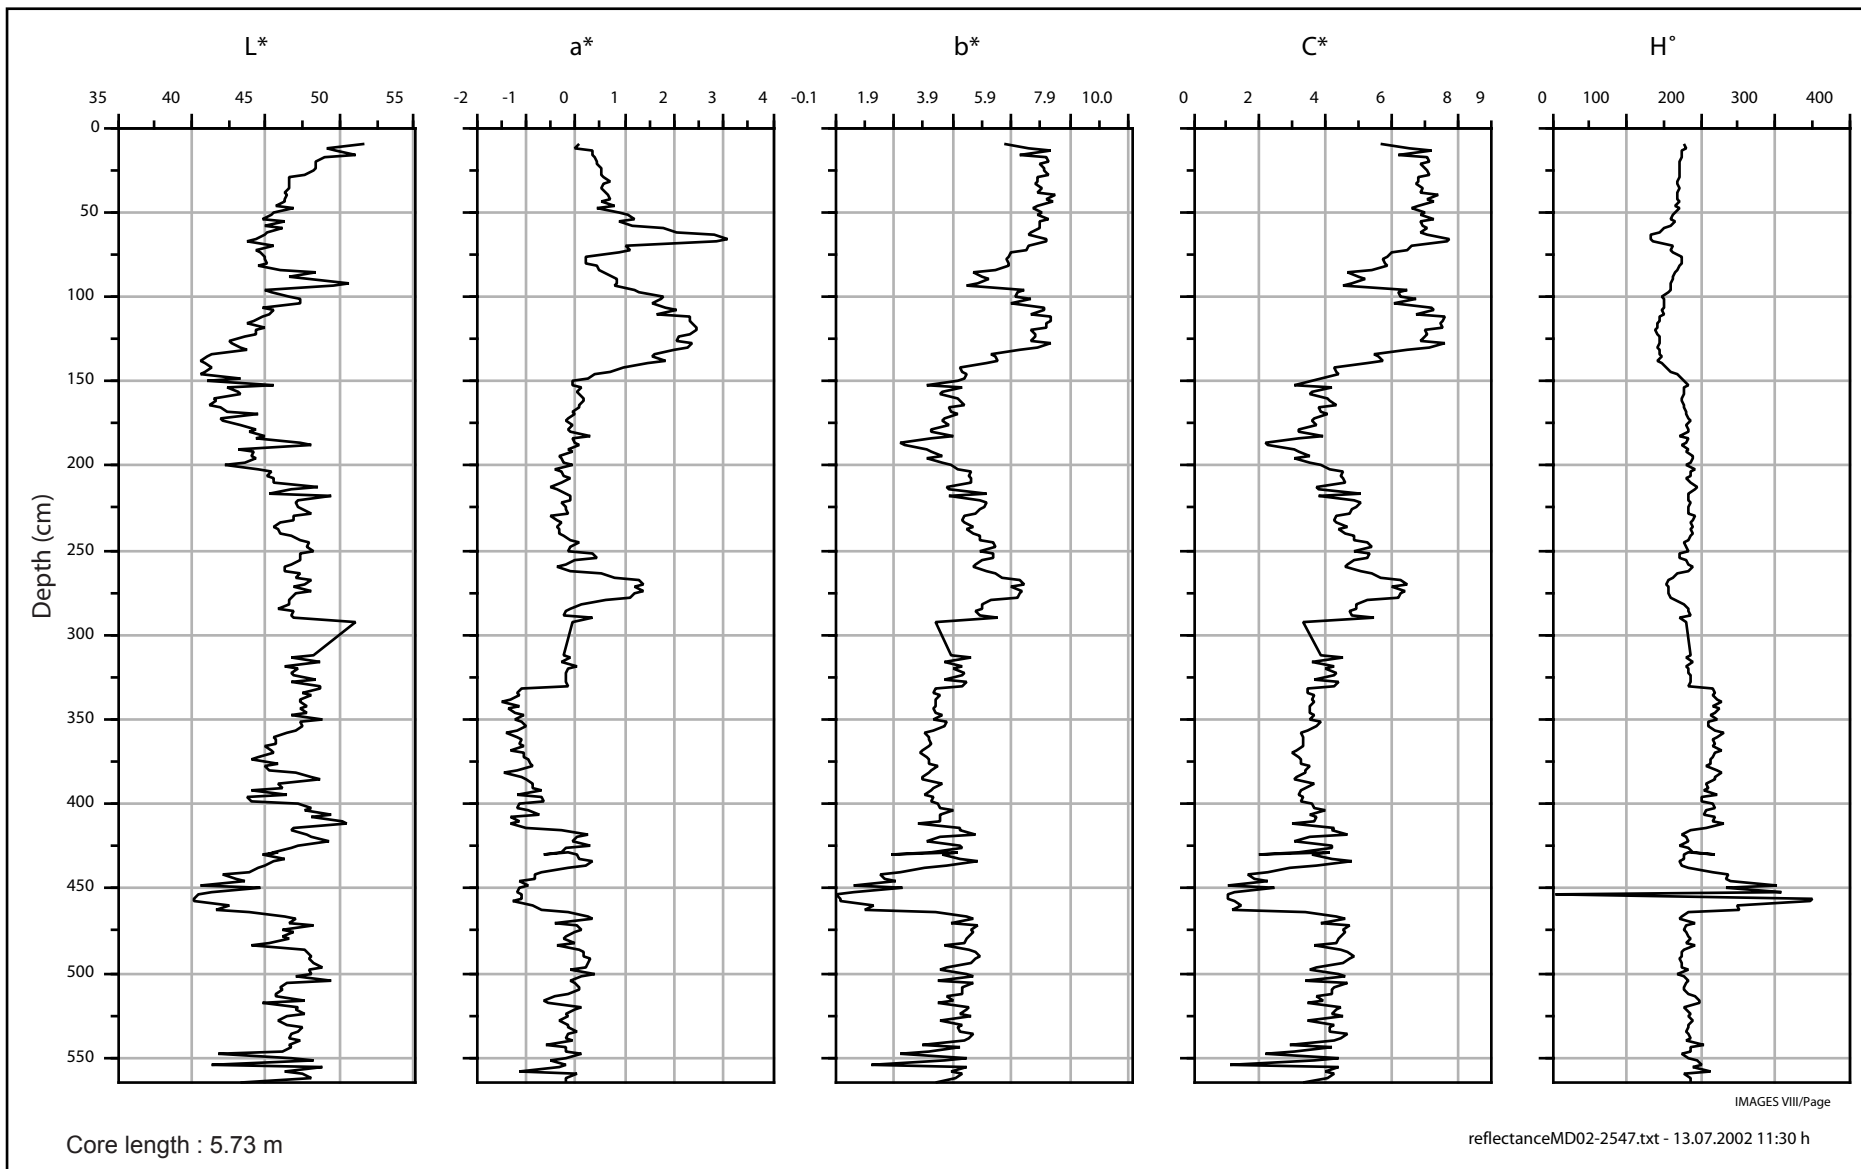 L* a* b* C* H°
35 40 45 50 55 -2 -1 0 1 2 3 4 -0.1 1.9 3.9 5.9 7.9 10.0 0 2 4 6 8 9 0 100 200 300 400
0
50
100
150
200
250
300
350
400
450
500
550
Depth (cm)
IMAGES VIII/Page
Core length : 5.73 m
reflectanceMD02-2547.txt - 13.07.2002 11:30 h